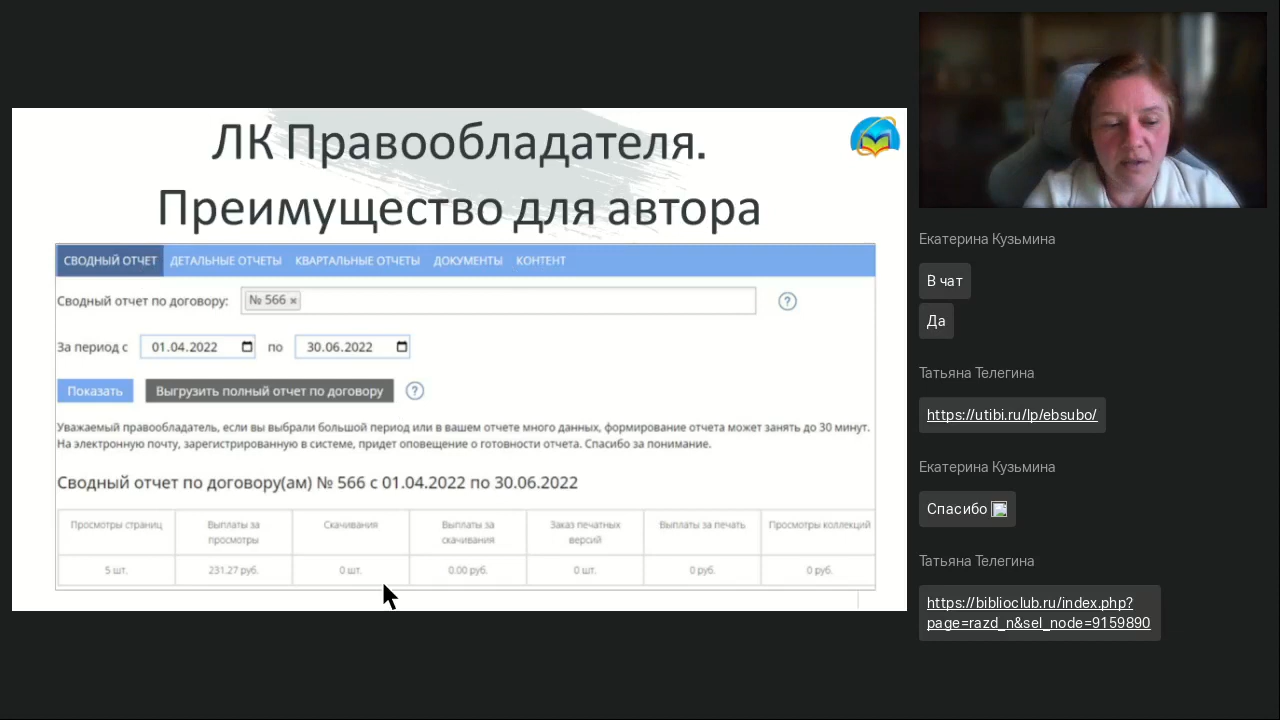 ЛК Правообладателя.
Преимущество для автора
СВОДНЫЙ ОТЧЕТ ДЕТАЛЬНЫЕ ОТЧЕТЫ КВАРТАЛЬНЫЕ ОТЧЕТЫ ДОКУМЕНТЫ КОНТЕНТ
Сводный отчет по договору: № 566 × ?
За период с 01.04.2022 по 30.06.2022
Показать Выгрузить полный отчет по договору ?
Уважаемый правообладатель, если вы выбрали большой период или в вашем отчете много данных, формирование отчета может занять до 30 минут.
На электронную почту, зарегистрированную в системе, придет оповещение о готовности отчета. Спасибо за понимание.
Сводный отчет по договору(ам) № 566 с 01.04.2022 по 30.06.2022
Просмотры страниц Выплаты за просмотры Скачивания Выплаты за скачивания Заказ печатных версий Выплаты за печать Просмотры коллекций
5 шт. 231.27 руб. 0 шт. 0.00 руб. 0 шт. 0 руб. 0 руб.
Екатерина Кузьмина
В чат
Да
Татьяна Телегина
https://utibi.ru/lp/ebsubo/
Екатерина Кузьмина
Спасибо
Татьяна Телегина
https://biblioclub.ru/index.php?
page=razd_n&sel_node=9159890